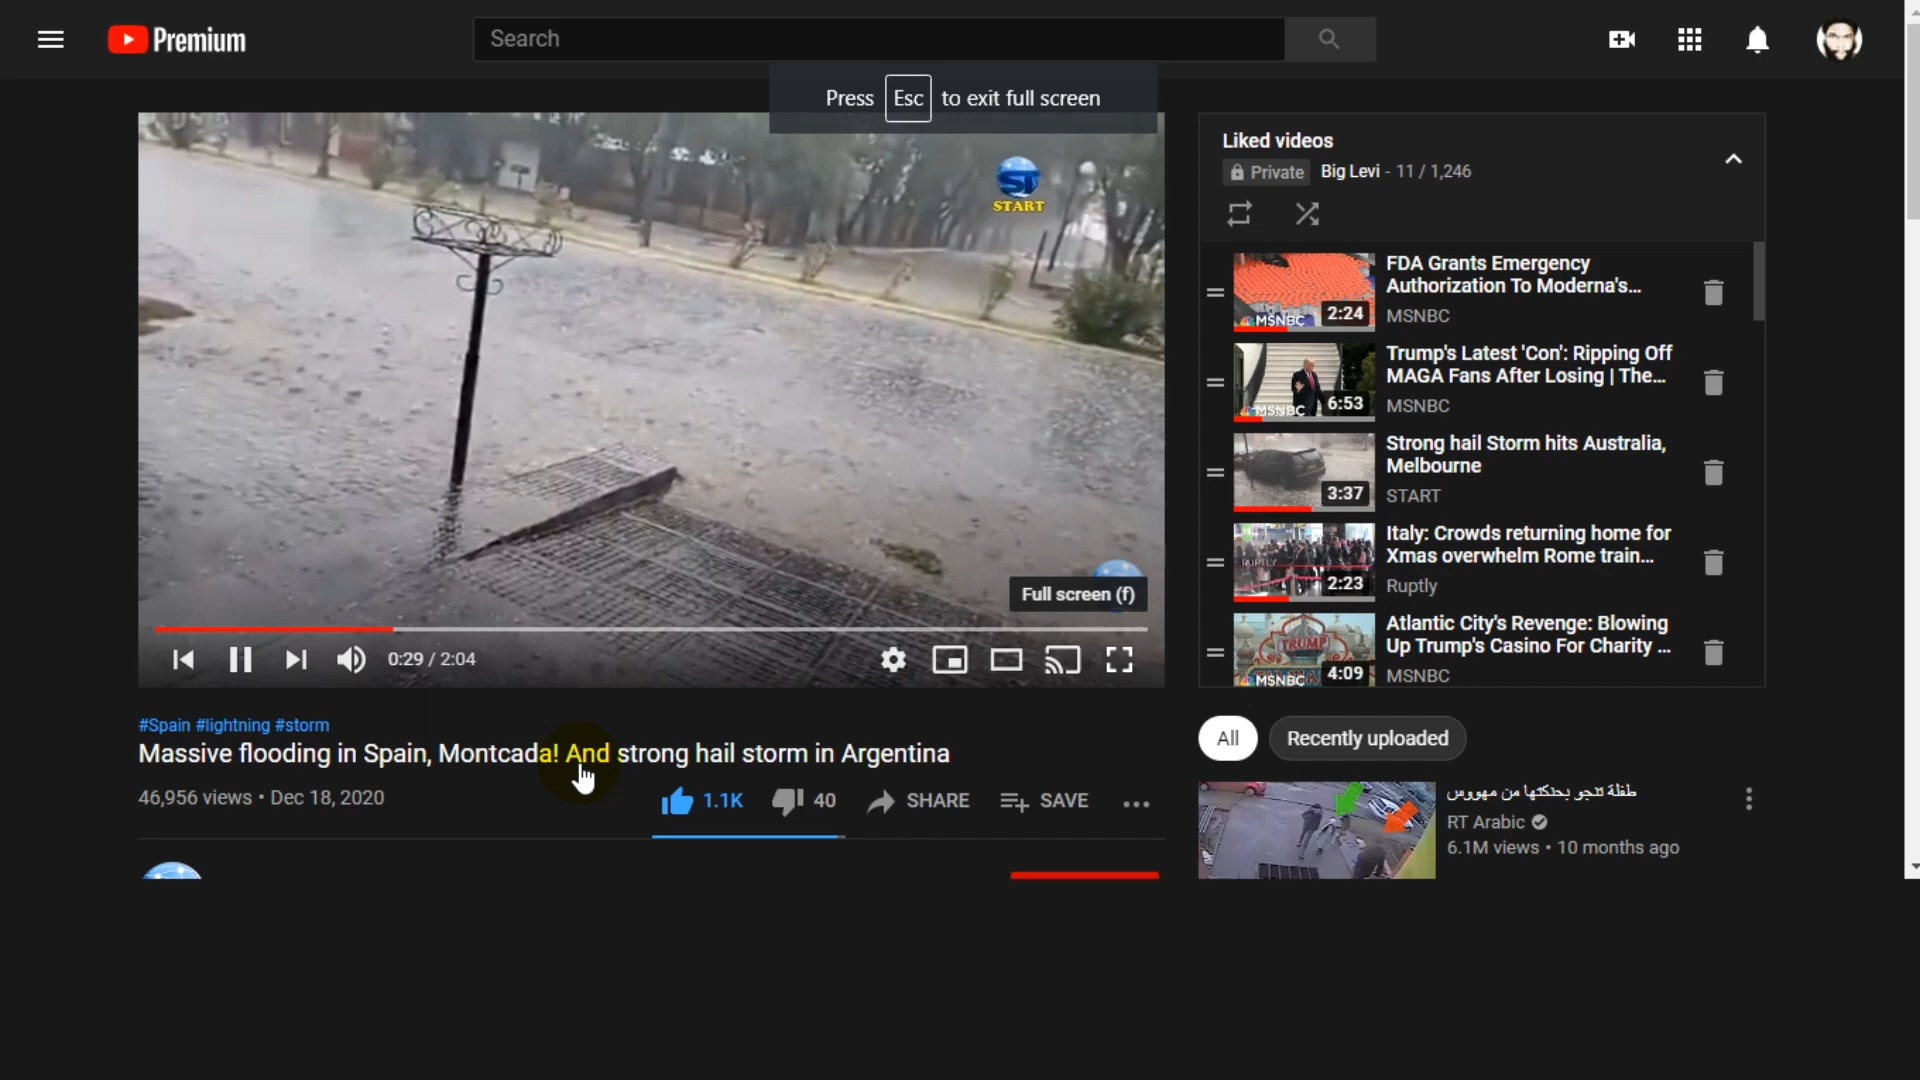 Premium
Search
Press Esc to exit full screen
START
Full screen (f)
0:29 / 2:04
#Spain #lightning #storm
Massive flooding in Spain, Montcada! And strong hail storm in Argentina
46,956 views • Dec 18, 2020
1.1K
40
SHARE
SAVE
Liked videos
Private
Big Levi - 11 / 1,246
MSNBC
2:24
FDA Grants Emergency
Authorization To Moderna's...
MSNBC
MSNBC
6:53
Trump's Latest 'Con': Ripping Off
MAGA Fans After Losing | The...
MSNBC
3:37
Strong hail Storm hits Australia,
Melbourne
START
RUPTLY
2:23
Italy: Crowds returning home for
Xmas overwhelm Rome train...
Ruptly
TRUMP
MSNBC
4:09
Atlantic City's Revenge: Blowing
Up Trump's Casino For Charity ...
MSNBC
All
Recently uploaded
طفلة تنجو بحنكتها من مهووس
RT Arabic
6.1M views • 10 months ago